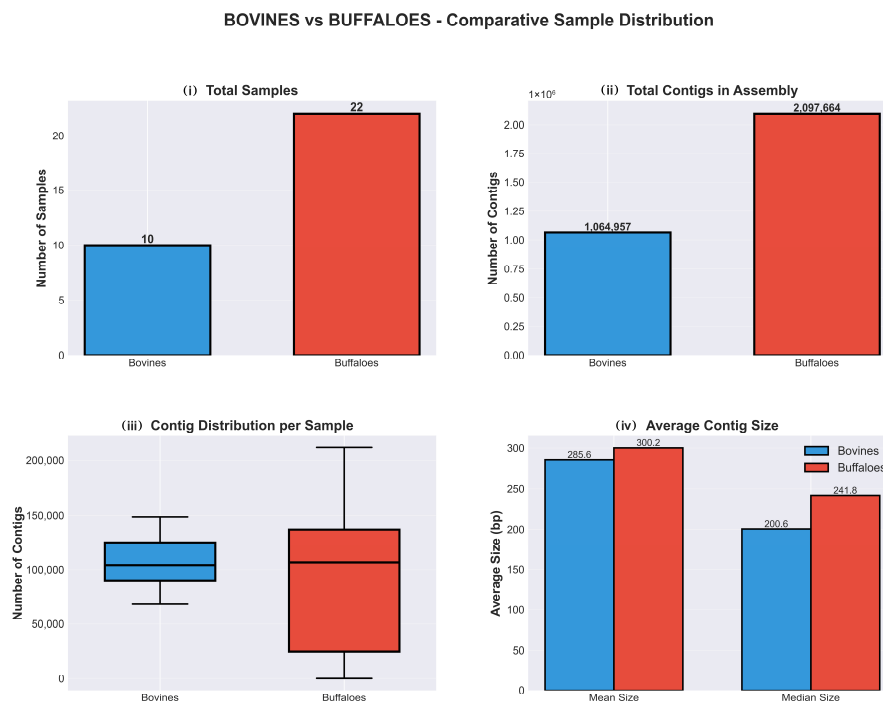 BOVINES vs BUFFALOES - Comparative Sample Distribution
(i) Total Samples
Number of Samples
20
15
10
5
0
10
22
Bovines
Buffaloes
(ii) Total Contigs in Assembly
1×10⁶
Number of Contigs
2.00
1.75
1.50
1.25
1.00
0.75
0.50
0.25
0.00
1,064,957
2,097,664
Bovines
Buffaloes
(iii) Contig Distribution per Sample
Number of Contigs
200,000
150,000
100,000
50,000
0
Bovines
Buffaloes
(iv) Average Contig Size
Average Size (bp)
300
250
200
150
100
50
0
285.6
300.2
200.6
241.8
Bovines
Buffaloes
Mean Size
Median Size